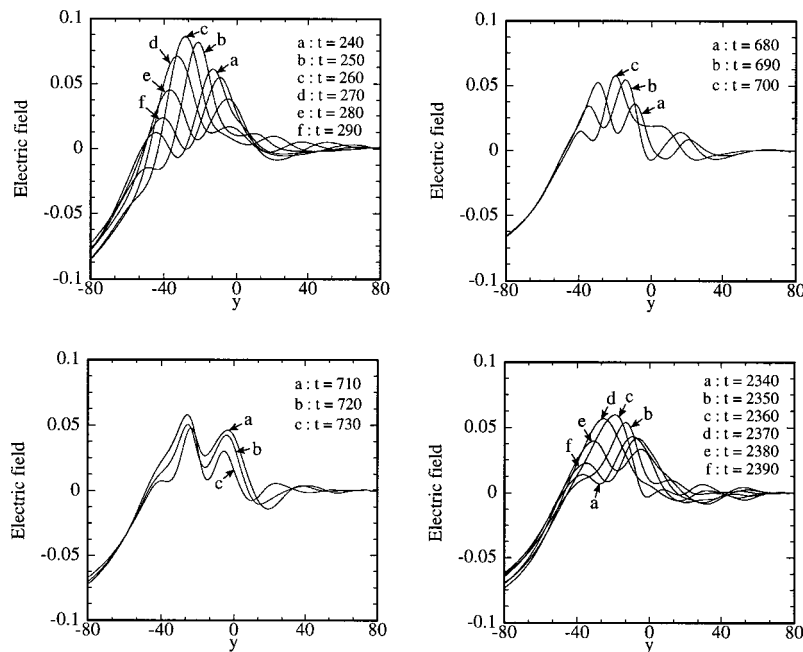 0.1
0.05
0
-0.05
-0.1
Electric field
-80
-40
0
40
80
y
a : t = 240
b : t = 250
c : t = 260
d : t = 270
e : t = 280
f : t = 290
c
d
b
a
e
f
0.1
0.05
0
-0.05
-0.1
Electric field
-80
-40
0
40
80
y
a : t = 680
b : t = 690
c : t = 700
c
b
a
0.1
0.05
0
-0.05
-0.1
Electric field
-80
-40
0
40
80
y
a : t = 710
b : t = 720
c : t = 730
a
b
c
0.1
0.05
0
-0.05
-0.1
Electric field
-80
-40
0
40
80
y
a : t = 2340
b : t = 2350
c : t = 2360
d : t = 2370
e : t = 2380
f : t = 2390
d
c
e
b
f
a